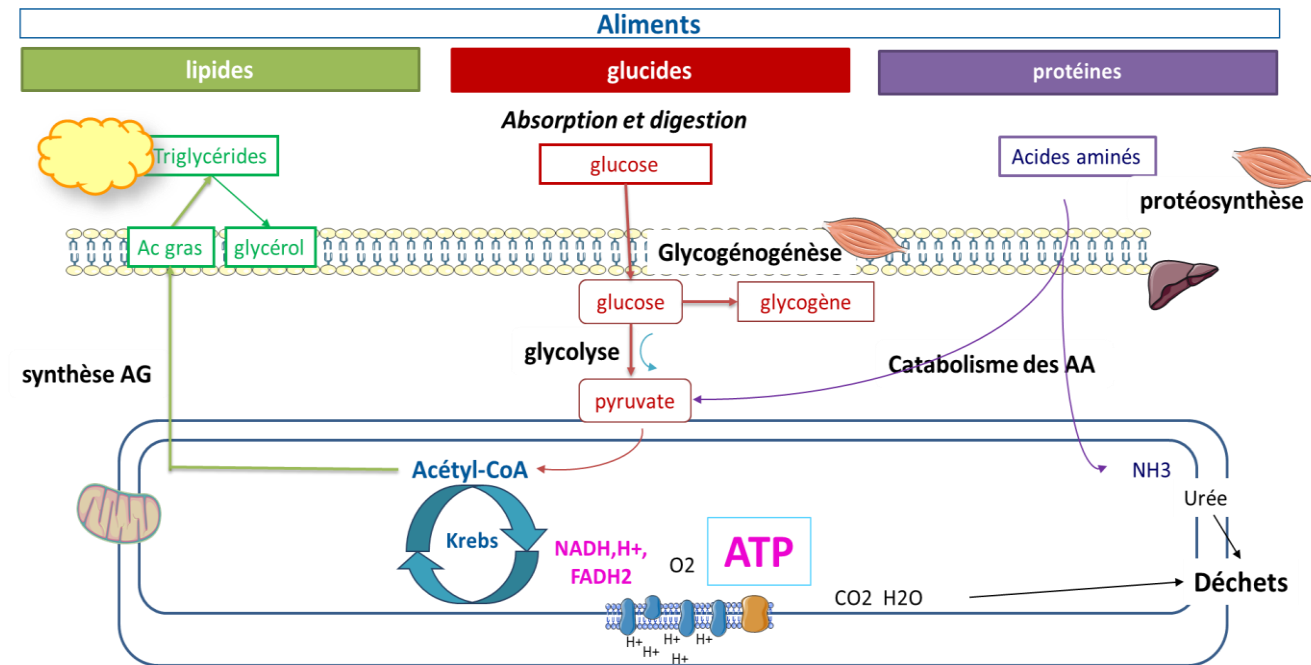 Aliments
lipides
glucides
protéines
Absorption et digestion
Triglycérides
glucose
Acides aminés
protéosynthèse
Ac gras
glycérol
Glycogénogénèse
glucose
glycogène
glycolyse
synthèse AG
Catabolisme des AA
pyruvate
Acétyl-CoA
NH3
Urée
Krebs
NADH,H+,
FADH2
O2
ATP
Déchets
CO2 H2O
H+
H+
H+
H+
H+